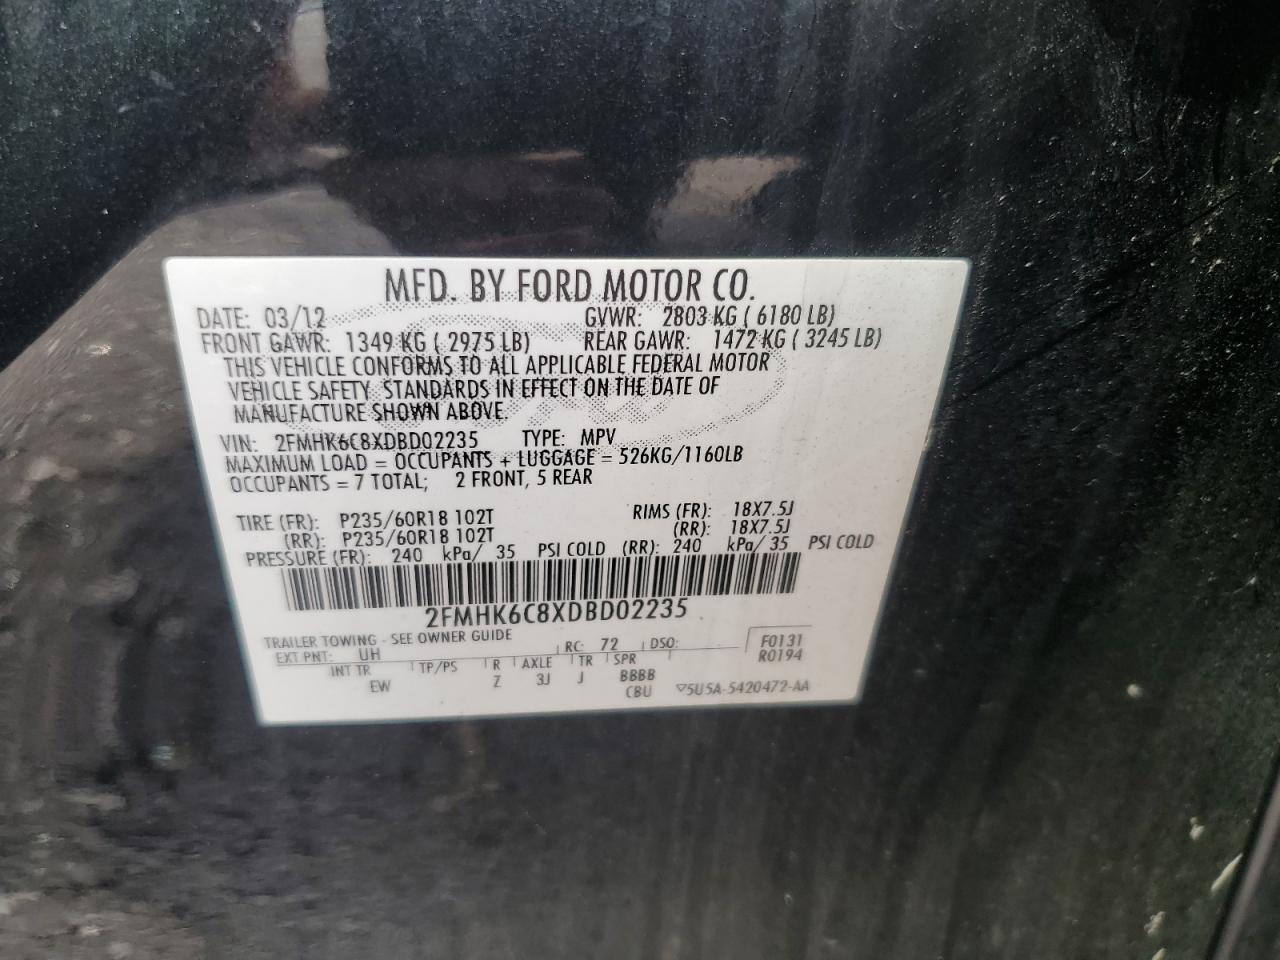 MFD. BY FORD MOTOR CO.
DATE: 03/12 GVWR: 2803 KG ( 6180 LB)
FRONT GAWR: 1349 KG ( 2975 LB) REAR GAWR: 1472 KG ( 3245 LB)
THIS VEHICLE CONFORMS TO ALL APPLICABLE FEDERAL MOTOR
VEHICLE SAFETY STANDARDS IN EFFECT ON THE DATE OF
MANUFACTURE SHOWN ABOVE.
VIN: 2FMHK6C8XDBD02235 TYPE: MPV
MAXIMUM LOAD = OCCUPANTS + LUGGAGE = 526KG/1160LB
OCCUPANTS = 7 TOTAL; 2 FRONT, 5 REAR
TIRE (FR): P235/60R18 102T RIMS (FR): 18X7.5J
(RR): P235/60R18 102T (RR): 18X7.5J
PRESSURE (FR): 240 kPa/ 35 PSI COLD (RR): 240 kPa/ 35 PSI COLD
2FMHK6C8XDBD02235
TRAILER TOWING - SEE OWNER GUIDE
EXT PNT: UH RC: 72 DSO: F0131
R0194
INT TR TP/PS R AXLE TR SPR
EW Z 3J J BBBB
CBU ▽5U5A-5420472-AA